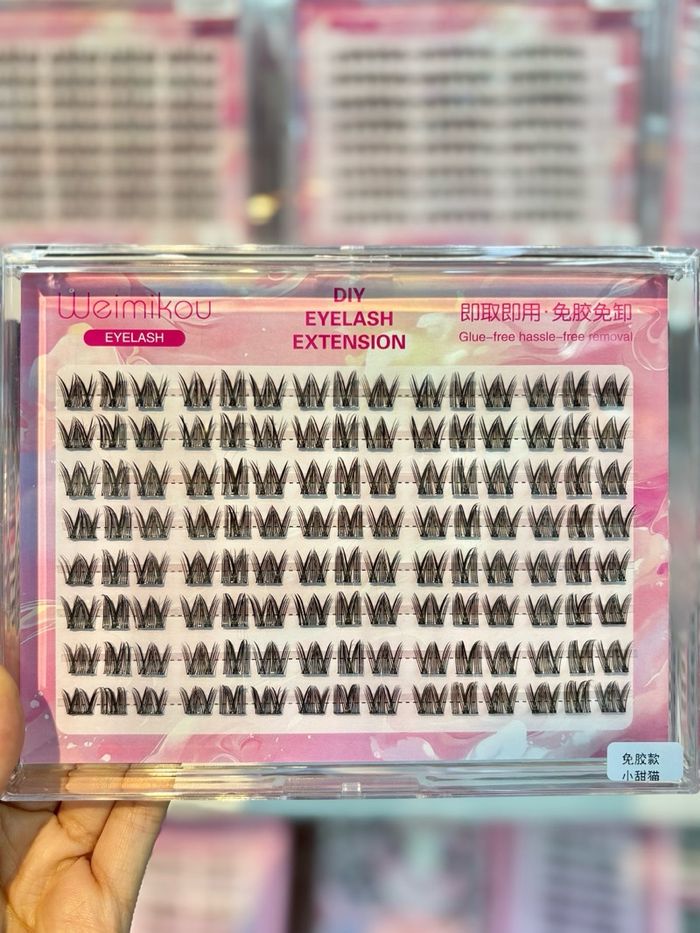 Weimikou
EYELASH
DIY
EYELASH
EXTENSION
即取即用·免胶免卸
Glue-free hassle-free removal
免胶款
小甜猫